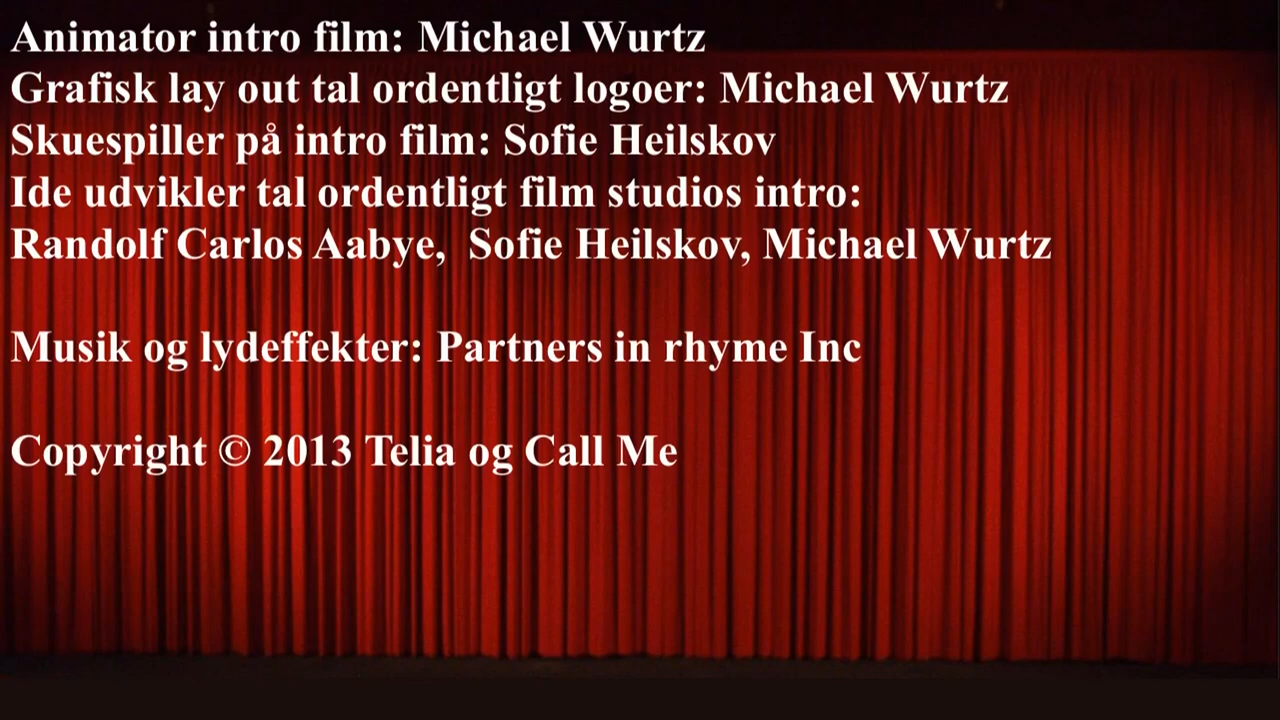 Animator intro film: Michael Wurtz
Grafisk lay out tal ordentligt logoer: Michael Wurtz
Skuespiller på intro film: Sofie Heilskov
Ide udvikler tal ordentligt film studios intro:
Randolf Carlos Aabye,  Sofie Heilskov, Michael Wurtz
Musik og lydeffekter: Partners in rhyme Inc
Copyright © 2013 Telia og Call Me